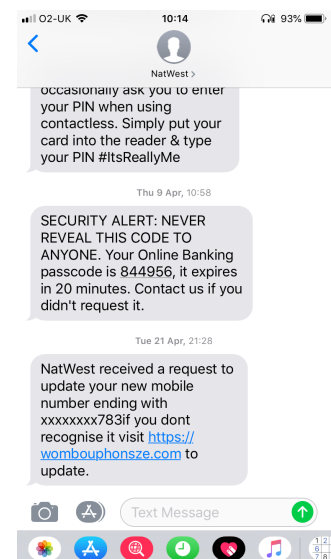 O2-UK 10:14 93%
NatWest >
occasionally ask you to enter
your PIN when using
contactless. Simply put your
card into the reader & type
your PIN #ItsReallyMe
Thu 9 Apr, 10:58
SECURITY ALERT: NEVER
REVEAL THIS CODE TO
ANYONE. Your Online Banking
passcode is 844956, it expires
in 20 minutes. Contact us if you
didn't request it.
Tue 21 Apr, 21:28
NatWest received a request to
update your new mobile
number ending with
xxxxxxxx783if you dont
recognise it visit https://
wombouphonsze.com to
update.
Text Message